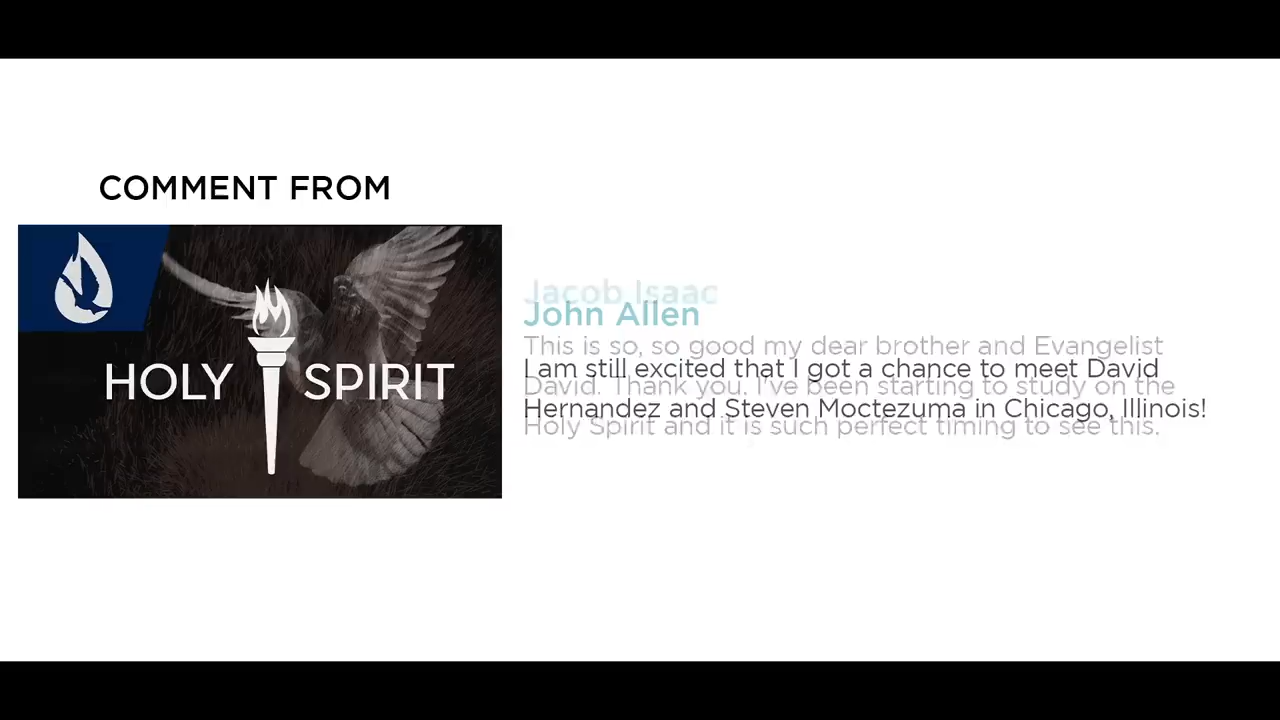 COMMENT FROM
HOLY SPIRIT
Jacob Isaac
John Allen
This is so, so good my dear brother and Evangelist
I am still excited that I got a chance to meet David
David. Thank you. I've been starting to study on the
Hernandez and Steven Moctezuma in Chicago, Illinois!
Holy Spirit and it is such perfect timing to see this.